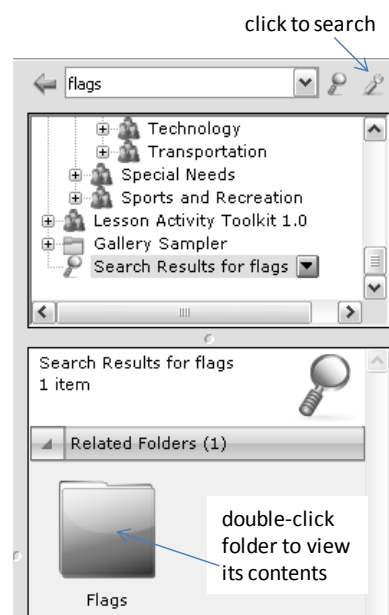 click to search
flags
Technology
Transportation
Special Needs
Sports and Recreation
Lesson Activity Toolkit 1.0
Gallery Sampler
Search Results for flags
Search Results for flags
1 item
Related Folders (1)
double-click
folder to view
its contents
Flags